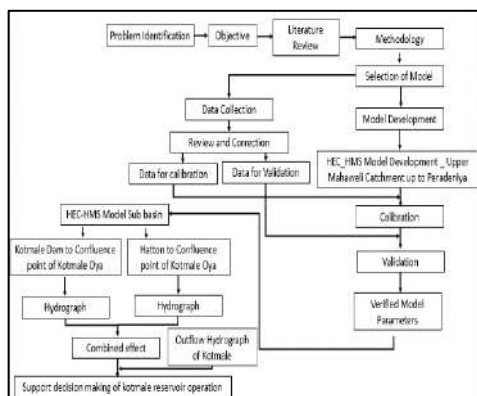 Problem Identification
Objective
Literature
Review
Methodology
Selection of Model
Data Collection
Model Development
Review and Correction
Data for calibration
Data for Validation
HEC_HMS Model Development _ Upper
Mahaweli Catchment up to Peradeniya
Calibration
HEC-HMS Model Sub basin
Kotmale Dam to Confluence
point of Kotmale Oya
Hatton to Confluence
point of Kotmale Oya
Validation
Hydrograph
Hydrograph
Verified Model
Parameters
Combined effect
Outflow Hydrograph
of Kotmale
Support decision making of kotmale reservoir operation